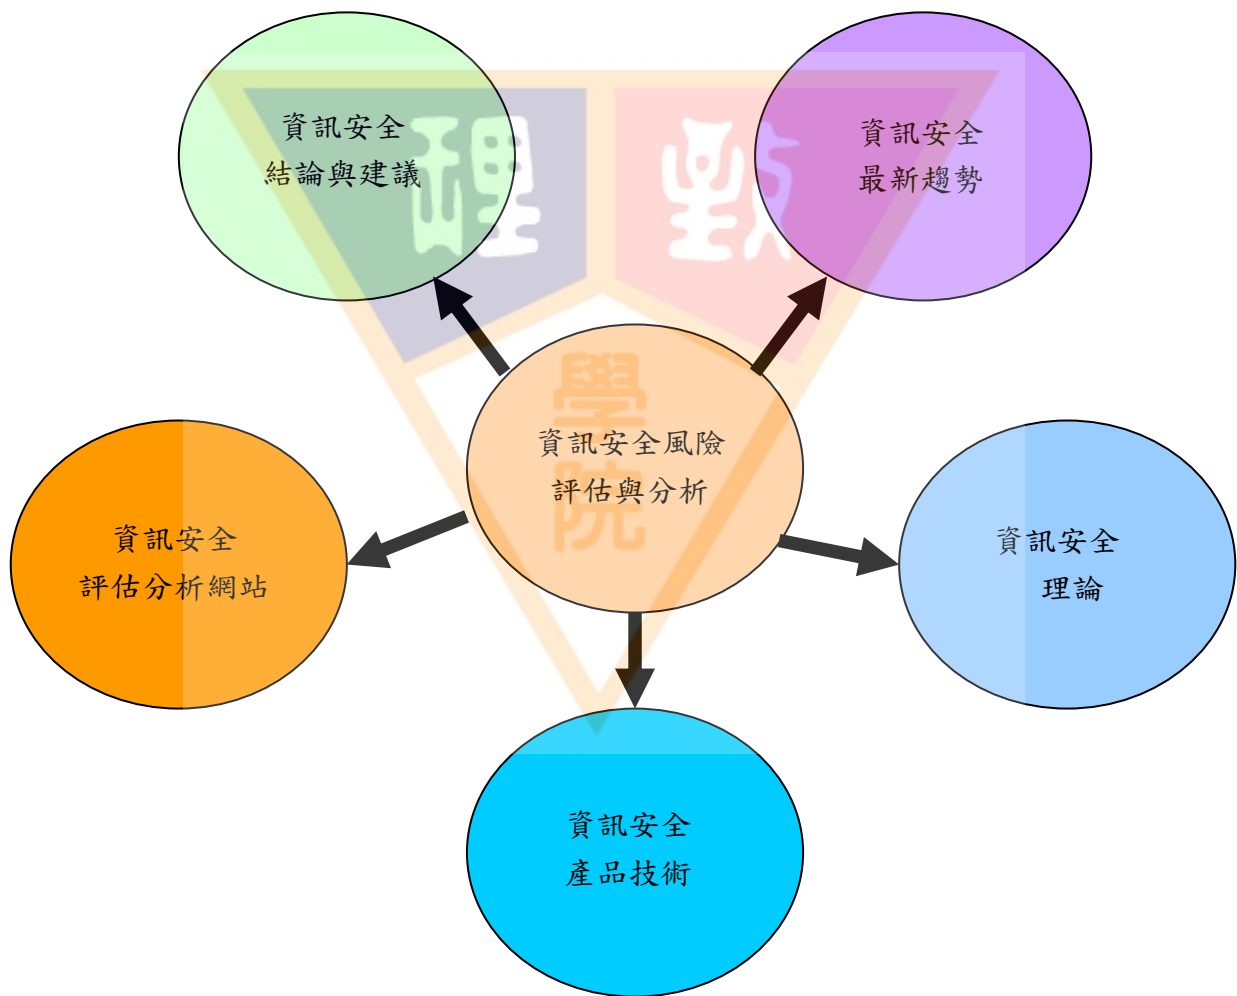 資訊安全
結論與建議
資訊安全
最新趨勢
理 致
學
院
資訊安全風險
評估與分析
資訊安全
評估分析網站
資訊安全
理論
資訊安全
產品技術